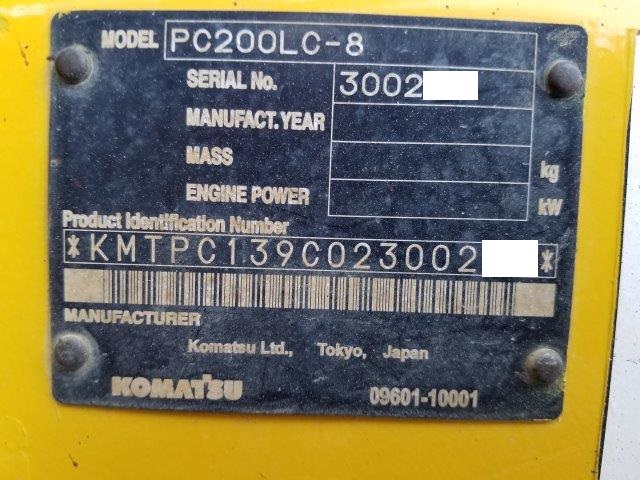 MODEL PC200LC-8
SERIAL No. 3002
MANUFACT. YEAR
MASS kg
ENGINE POWER kW
Product Identification Number
*KMTPC139C023002 *
MANUFACTURER
Komatsu Ltd., Tokyo, Japan
KOMATSU 09601-10001